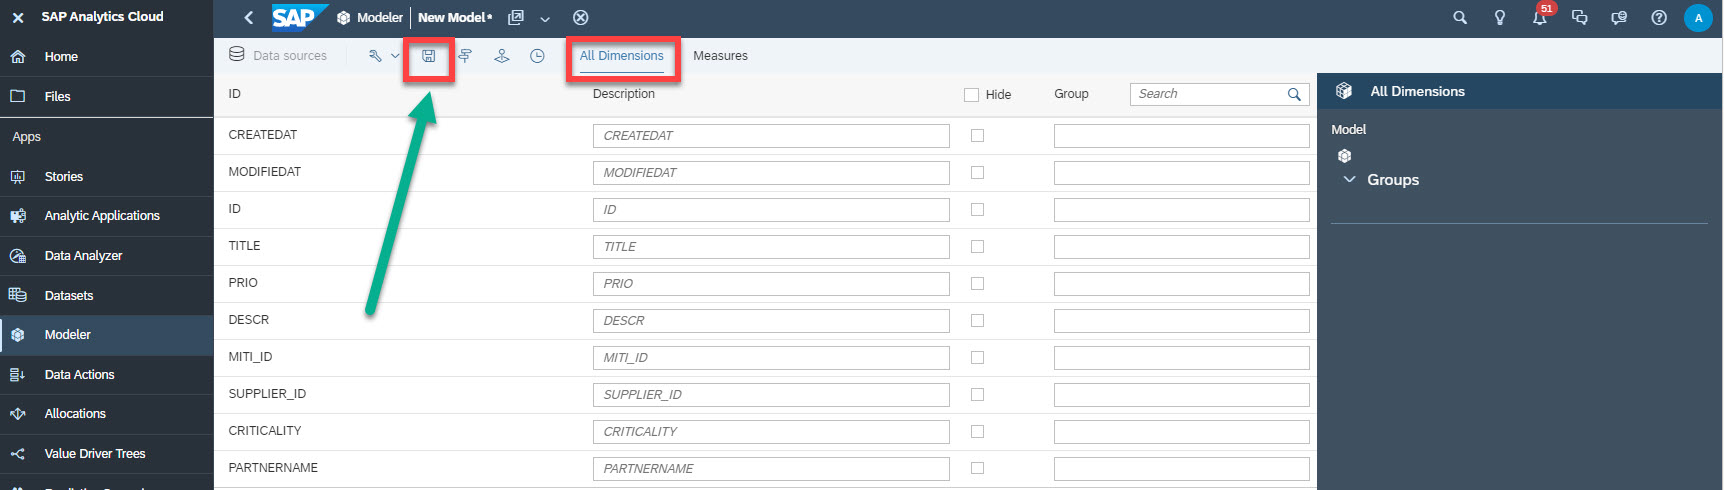 SAP Analytics Cloud
SAP Modeler New Model*
51
A
Home
Files
Apps
Stories
Analytic Applications
Data Analyzer
Datasets
Modeler
Data Actions
Allocations
Value Driver Trees
Data sources
All Dimensions Measures
ID Description Hide Group Search
CREATEDAT CREATEDAT
MODIFIEDAT MODIFIEDAT
ID ID
TITLE TITLE
PRIO PRIO
DESCR DESCR
MITI_ID MITI_ID
SUPPLIER_ID SUPPLIER_ID
CRITICALITY CRITICALITY
PARTNERNAME PARTNERNAME
All Dimensions
Model
Groups